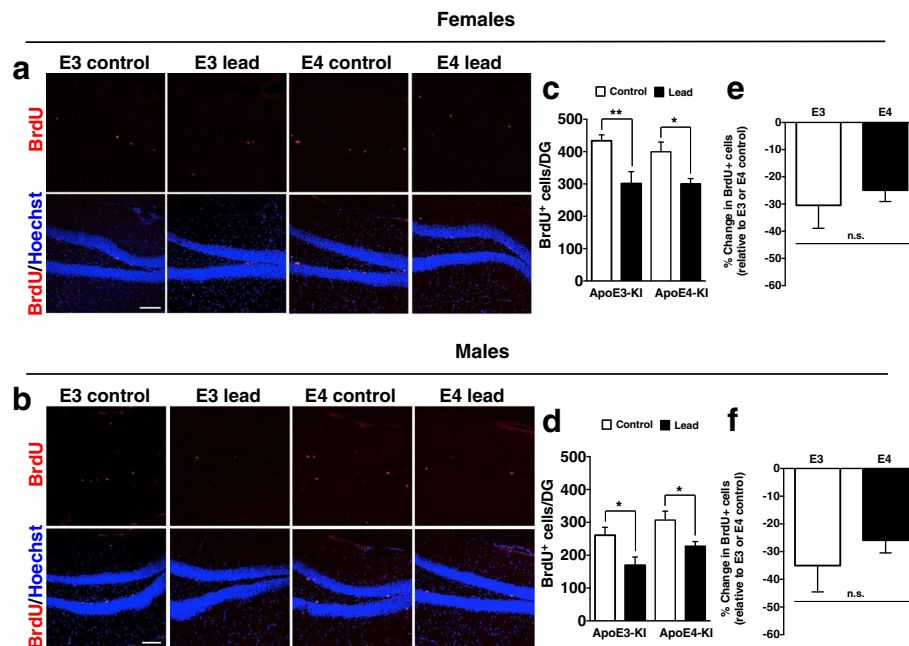 Females
a
E3 control E3 lead E4 control E4 lead
BrdU
BrdU/Hoechst
c
Control Lead
BrdU⁺ cells/DG
500
400
300
200
100
0
** *
ApoE3-KI ApoE4-KI
e
E3 E4
% Change in BrdU+ cells
(relative to E3 or E4 control)
0
-10
-20
-30
-40
-50
-60
n.s.
Males
b
E3 control E3 lead E4 control E4 lead
BrdU
BrdU/Hoechst
d
Control Lead
BrdU⁺ cells/DG
500
400
300
200
100
0
* *
ApoE3-KI ApoE4-KI
f
E3 E4
% Change in BrdU+ cells
(relative to E3 or E4 control)
0
-10
-20
-30
-40
-50
-60
n.s.